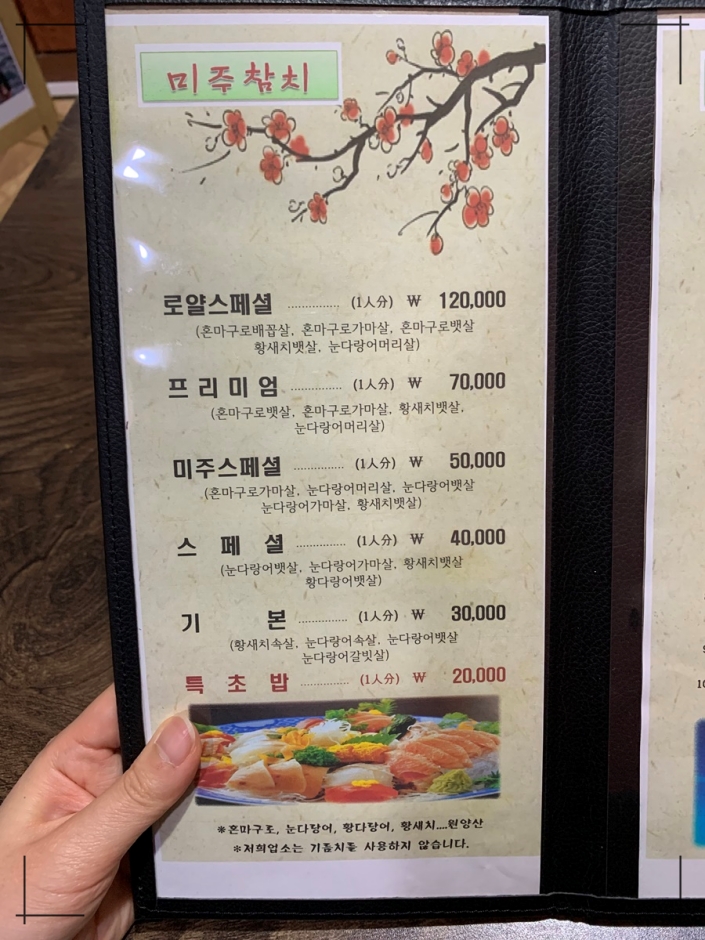 미주참치
로얄스페셜 ............... (1人分) ₩ 120,000
(혼마구로배꼽살, 혼마구로가마살, 혼마구로뱃살
황새치뱃살, 눈다랑어머리살)
프리미엄 ............... (1人分) ₩ 70,000
(혼마구로뱃살, 혼마구로가마살, 황새치뱃살,
눈다랑어머리살)
미주스페셜 ............... (1人分) ₩ 50,000
(혼마구로가마살, 눈다랑어머리살, 눈다랑어뱃살
눈다랑어가마살, 황새치뱃살)
스 페 셜 ............... (1人分) ₩ 40,000
(눈다랑어뱃살, 눈다랑어가마살, 황새치뱃살
황다랑어뱃살)
기 본 ............... (1人分) ₩ 30,000
(황새치속살, 눈다랑어속살, 눈다랑어뱃살
눈다랑어갈빗살)
특 초 밥 ............... (1人分) ₩ 20,000
※혼마구로, 눈다랑어, 황다랑어, 황새치....원양산
※저희업소는 기름치를 사용하지 않습니다.